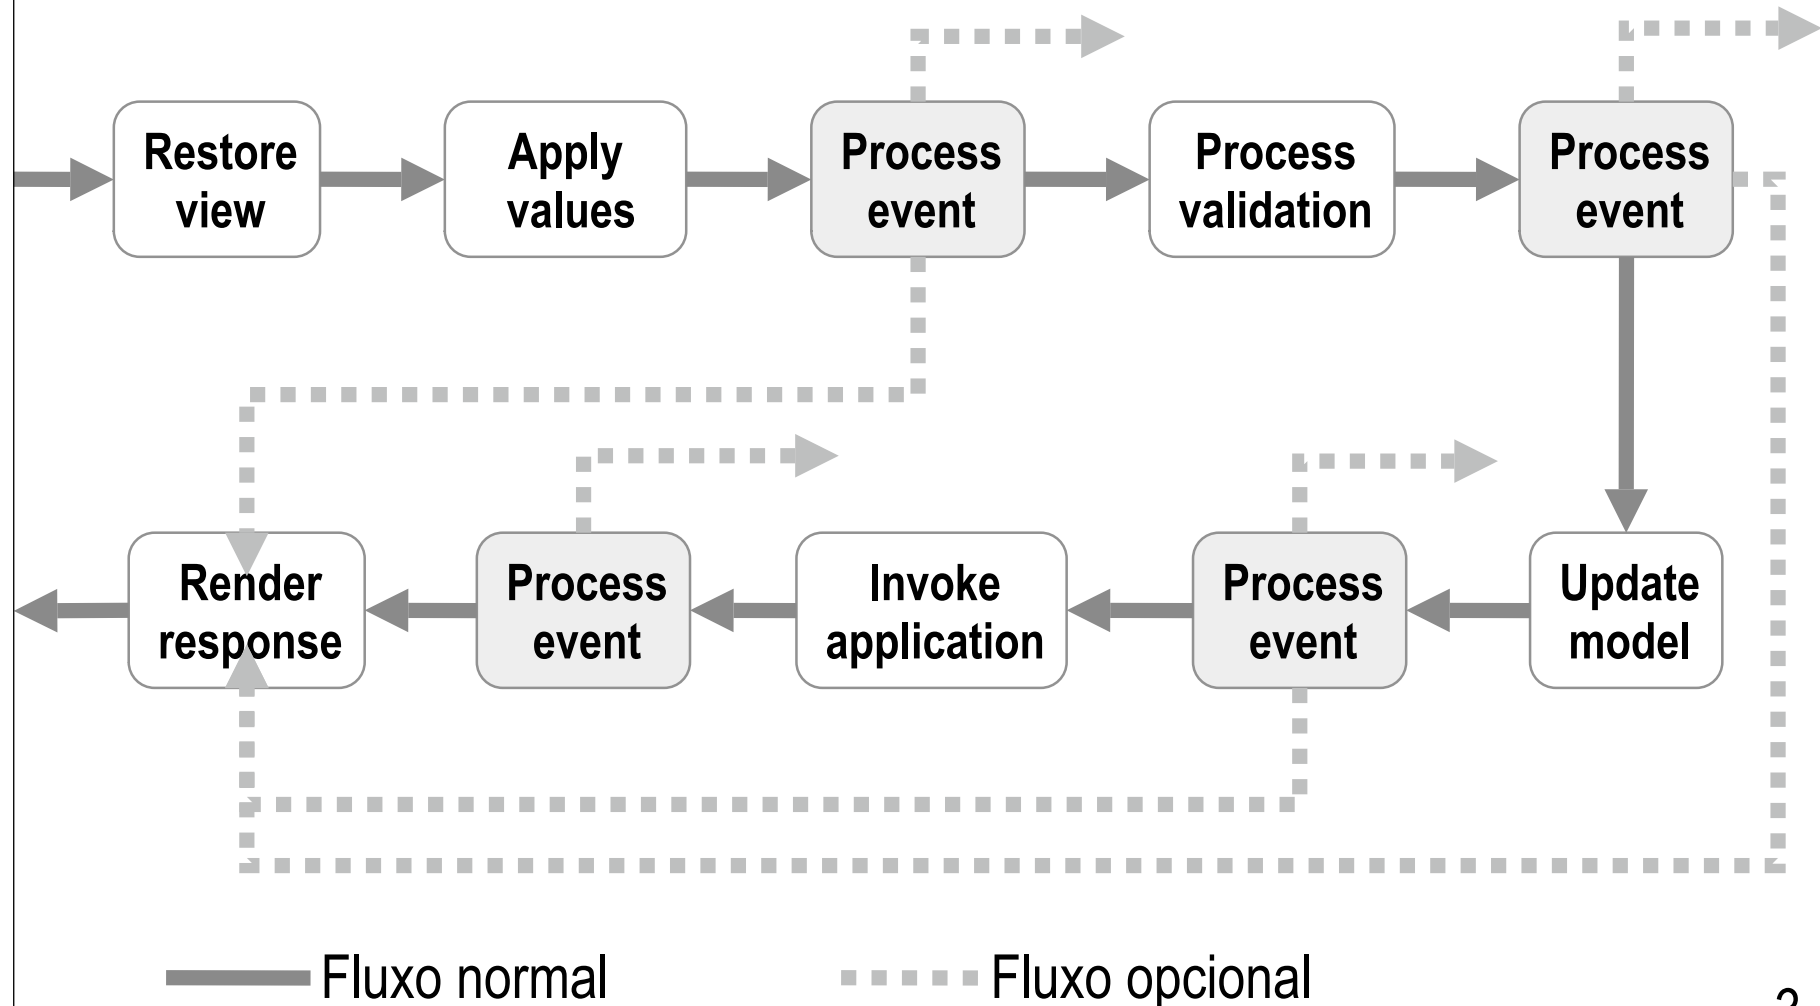 Restore
view
Apply
values
Process
event
Process
validation
Process
event
Render
response
Process
event
Invoke
application
Process
event
Update
model
Fluxo normal
Fluxo opcional